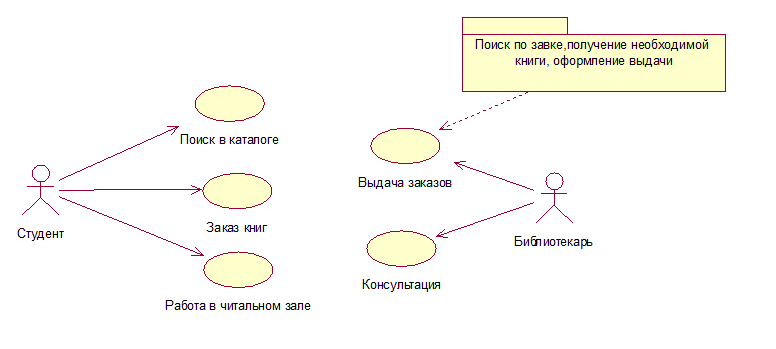 Поиск по завке,получение необходимой
книги, оформление выдачи
Поиск в каталоге
Выдача заказов
Студент
Заказ книг
Библиотекарь
Консультация
Работа в читальном зале